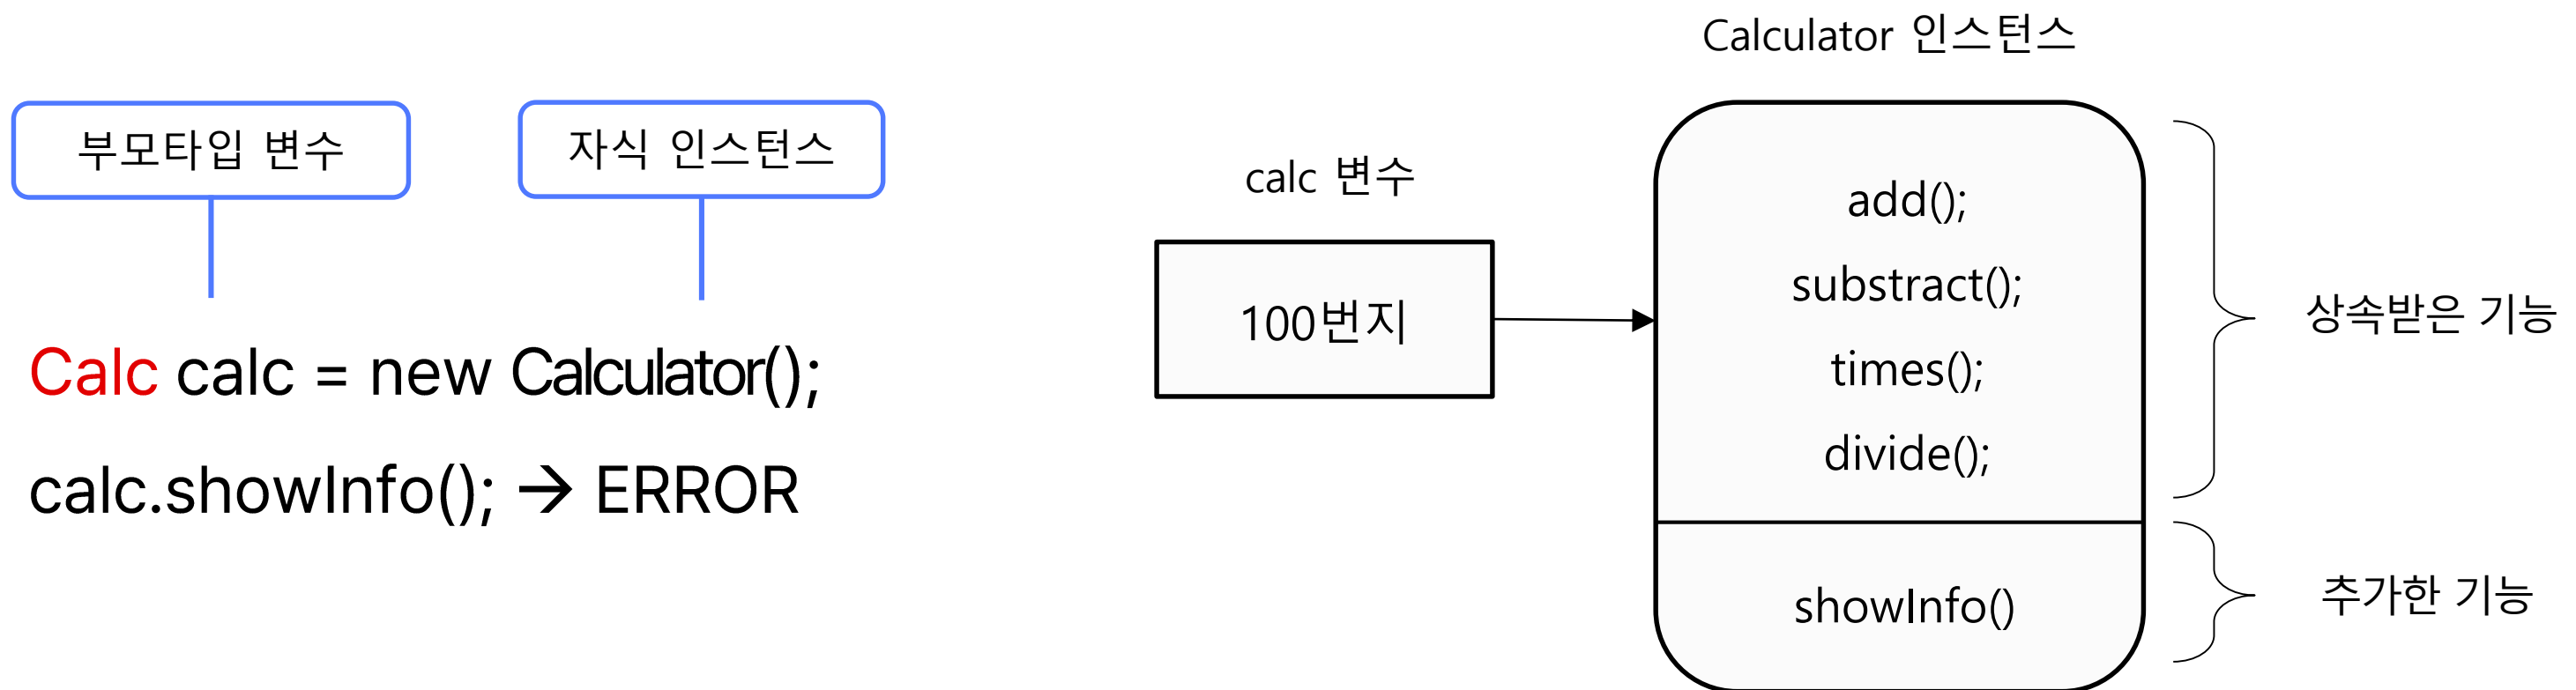 부모타입 변수
자식 인스턴스
Calc calc = new Calculator();
calc.showInfo(); → ERROR
calc 변수
100번지
Calculator 인스턴스
add();
substract();
times();
divide();
showInfo()
상속받은 기능
추가한 기능